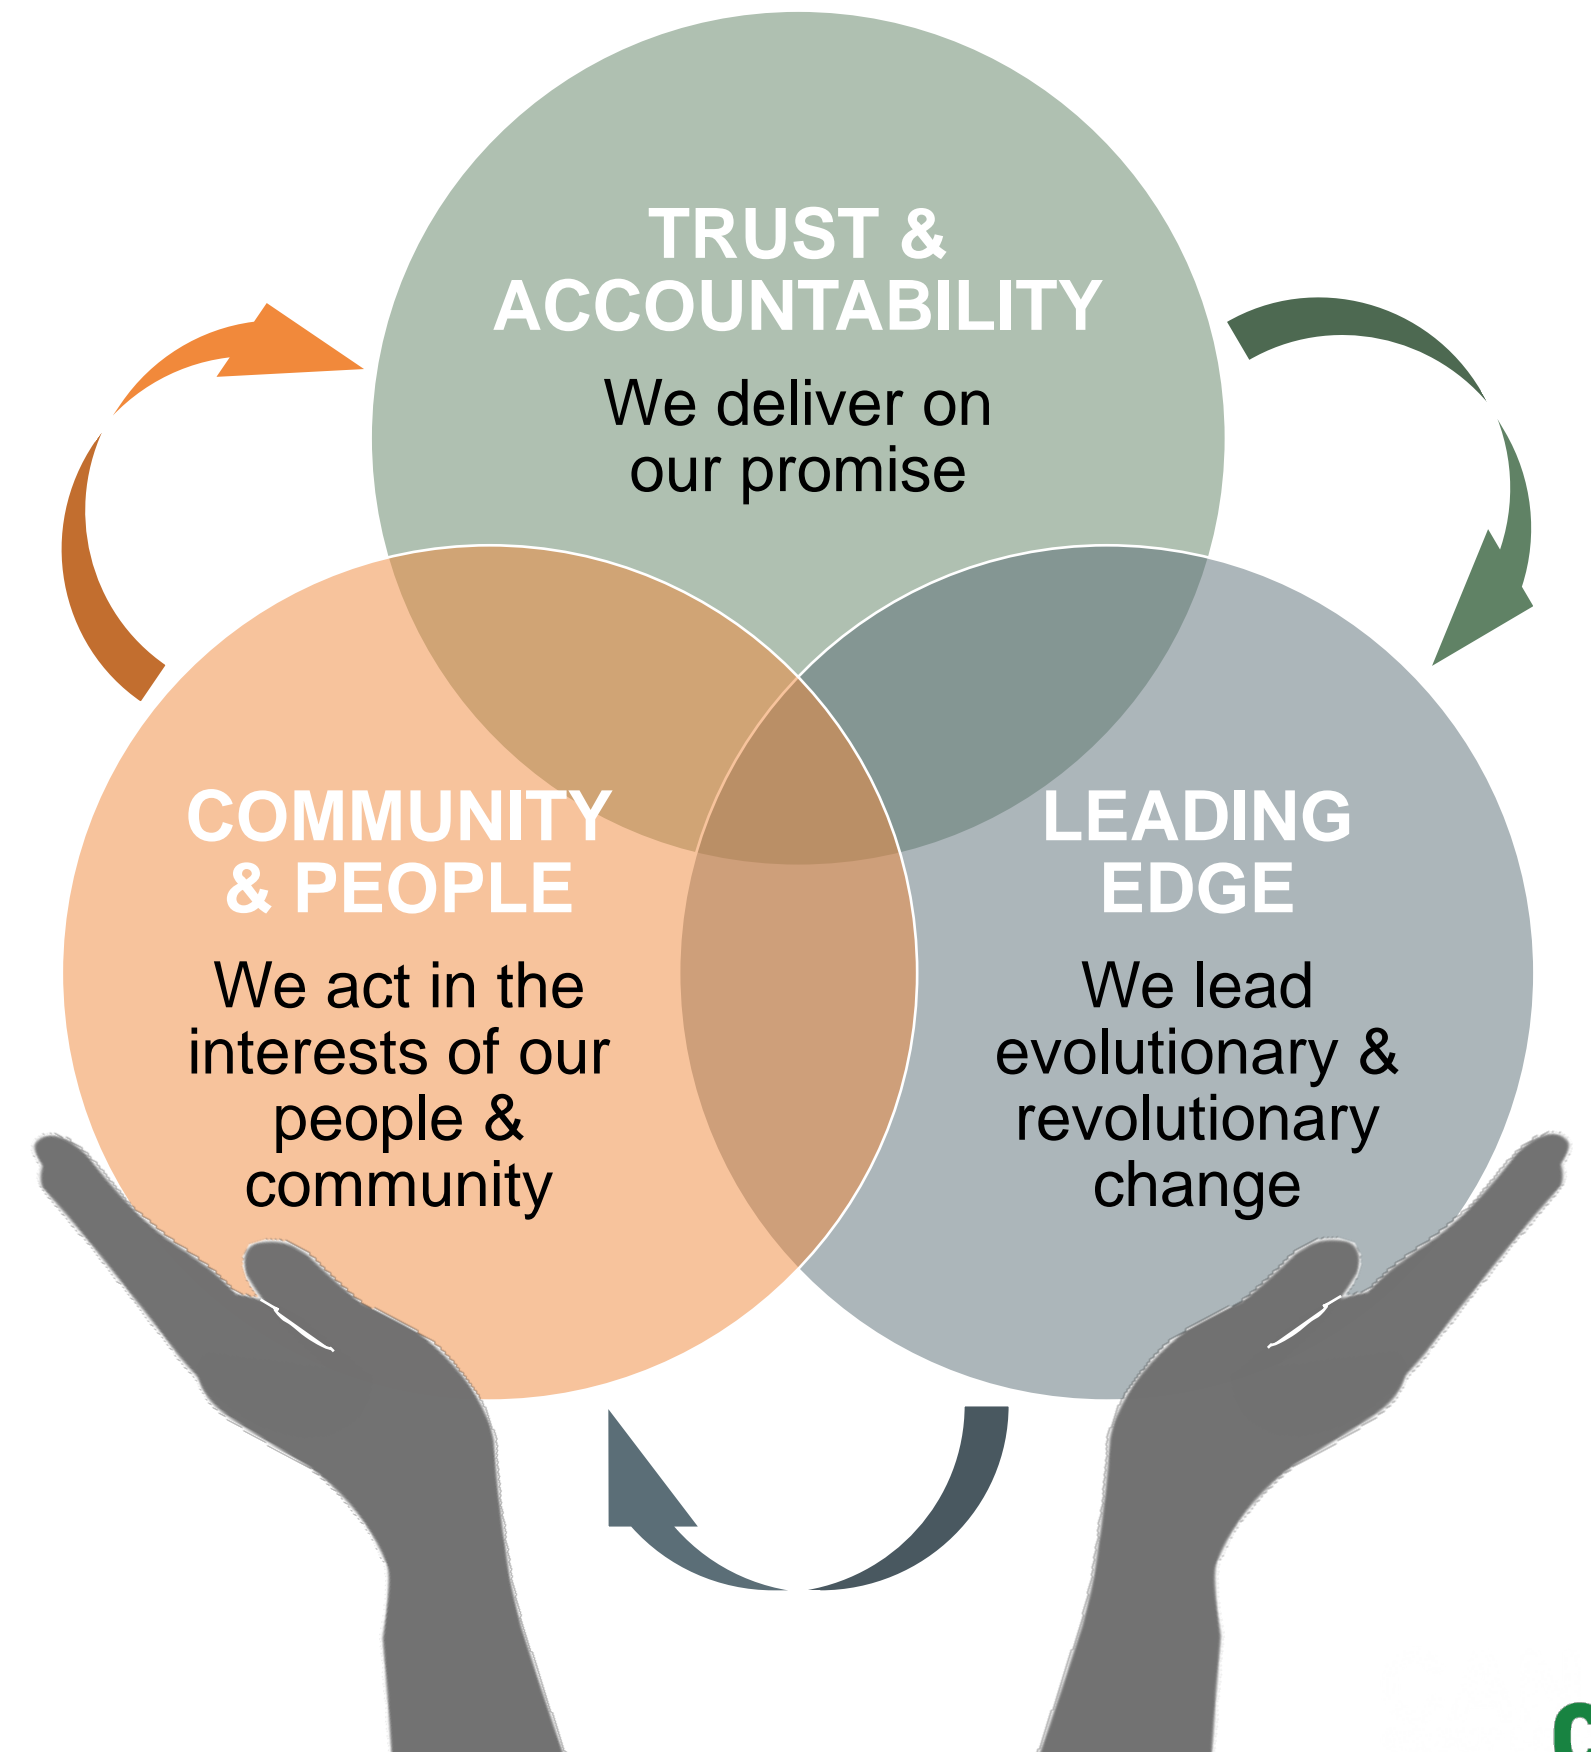 TRUST &
ACCOUNTABILITY
We deliver on
our promise
COMMUNITY
& PEOPLE
We act in the
interests of our
people &
community
LEADING
EDGE
We lead
evolutionary &
revolutionary
change